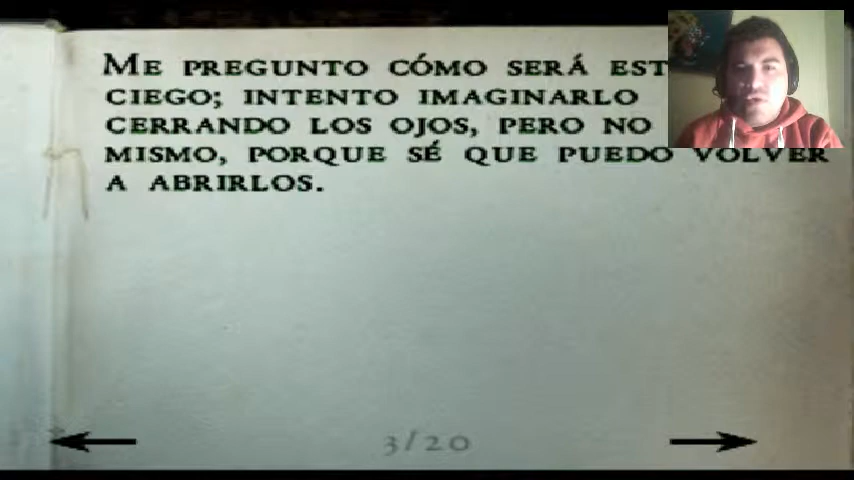 ME PREGUNTO CÓMO SERÁ EST
CIEGO; INTENTO IMAGINARLO
CERRANDO LOS OJOS, PERO NO
MISMO, PORQUE SÉ QUE PUEDO VOLVER
A ABRIRLOS.
3/20